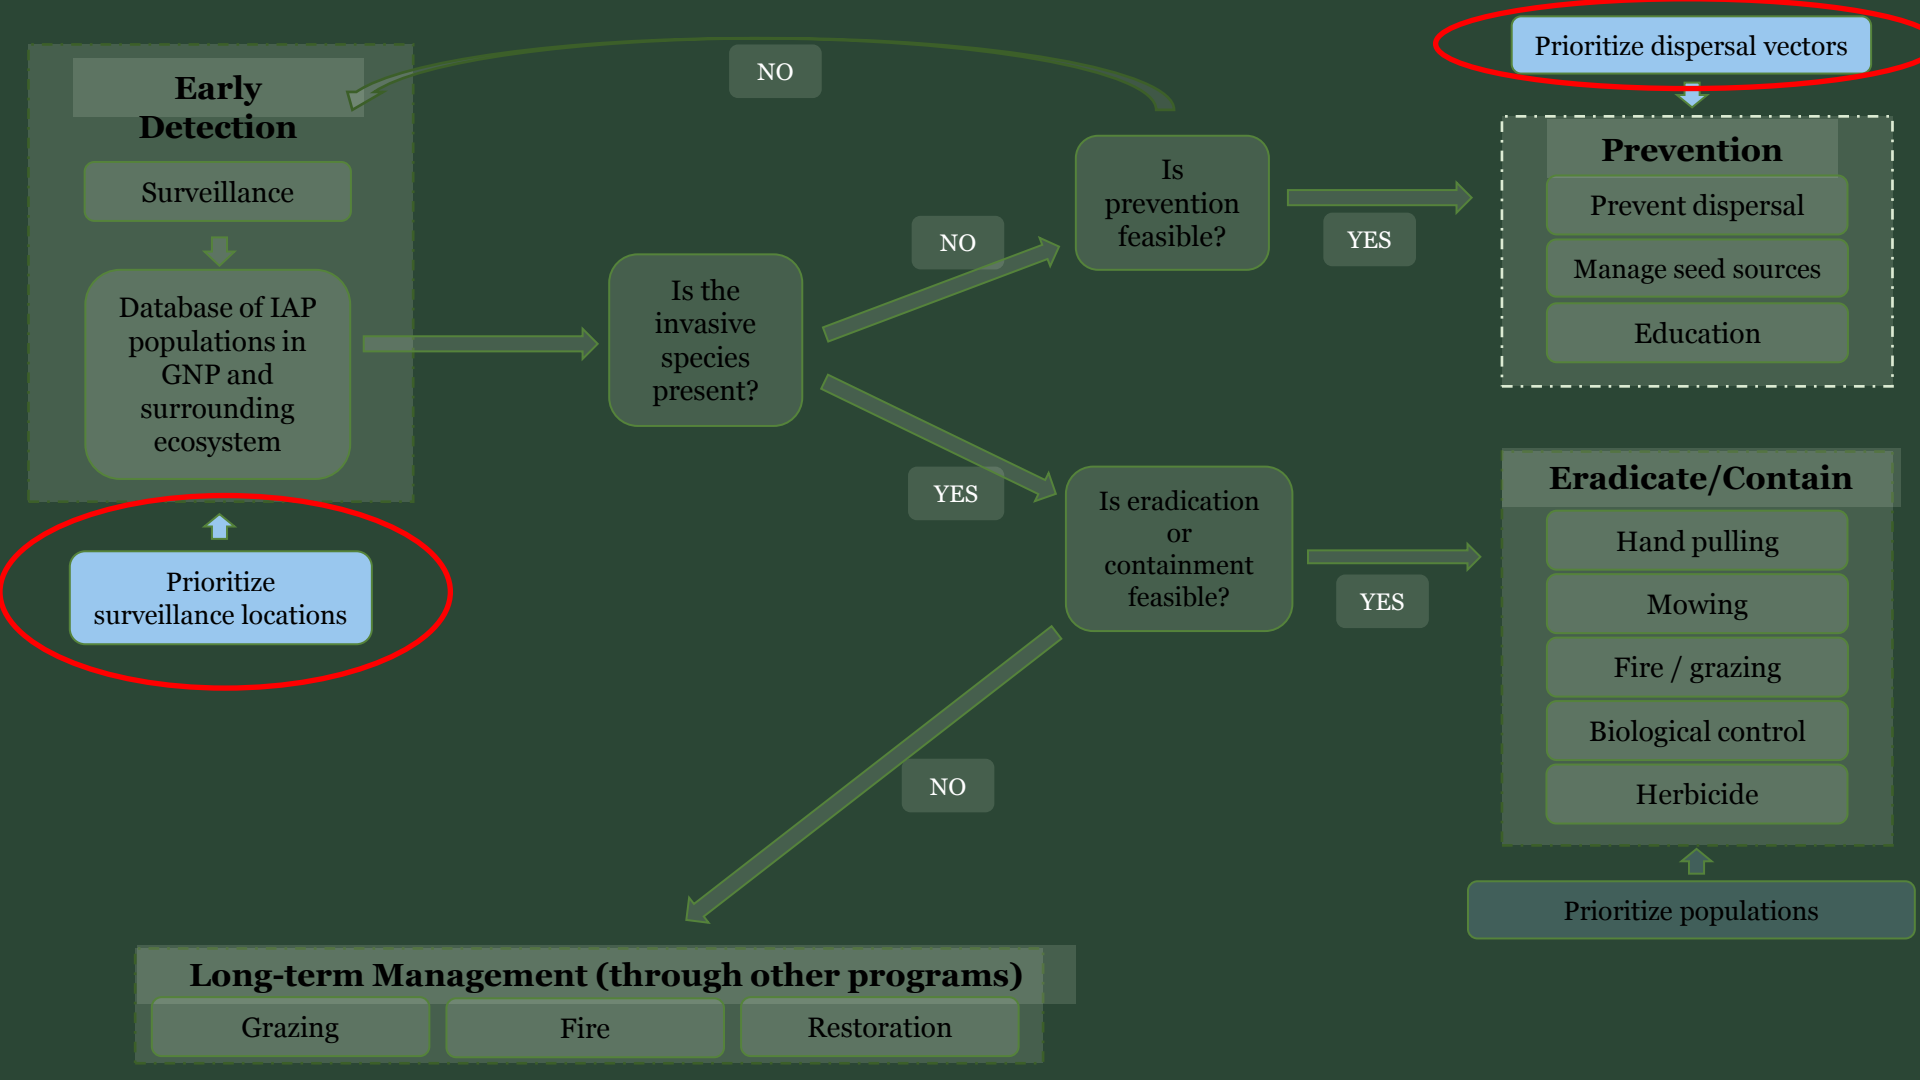 Early
Detection
Surveillance
Database of IAP
populations in
GNP and
surrounding
ecosystem
Prioritize
surveillance locations
NO
Is the
invasive
species
present?
NO
YES
Is
prevention
feasible?
YES
Is eradication
or
containment
feasible?
YES
NO
Prioritize dispersal vectors
Prevention
Prevent dispersal
Manage seed sources
Education
Eradicate/Contain
Hand pulling
Mowing
Fire / grazing
Biological control
Herbicide
Prioritize populations
Long-term Management (through other programs)
Grazing
Fire
Restoration